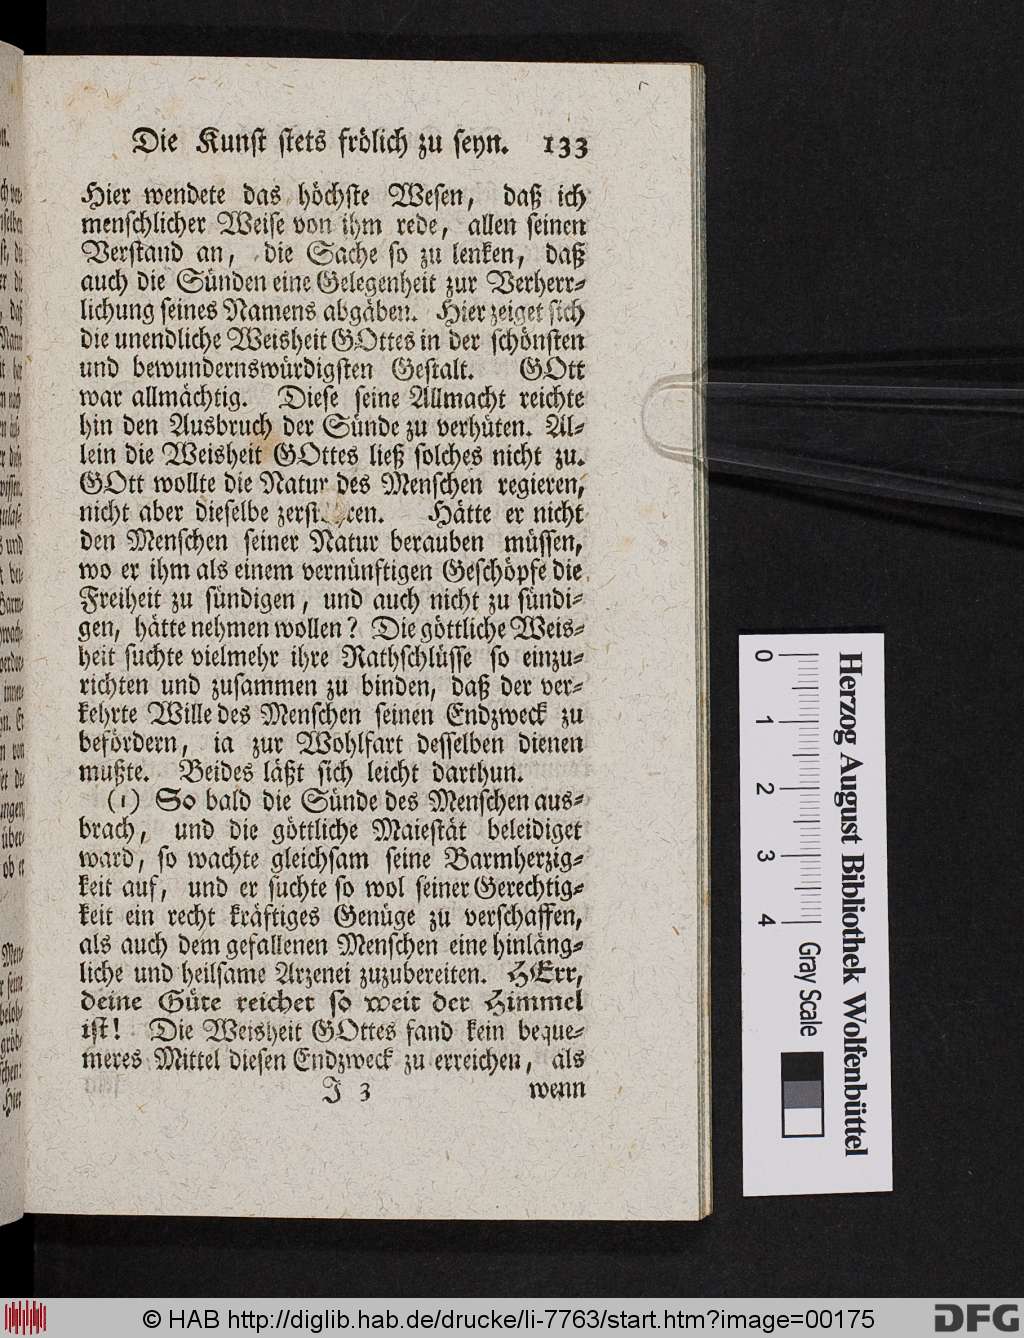 Die Kunst stets frölich zu seyn. 133
Hier wendete das höchste Wesen, daß ich
menschlicher Weise von ihm rede, allen seinen
Verstand an, die Sache so zu lenken, daß
auch die Sünden eine Gelegenheit zur Verherr-
lichung seines Namens abgäben. Hier zeiget sich
die unendliche Weisheit GOttes in der schönsten
und bewundernswürdigsten Gestalt. GOtt
war allmächtig. Diese seine Allmacht reichte
hin den Ausbruch der Sünde zu verhüten. Al-
lein die Weisheit GOttes ließ solches nicht zu.
GOtt wollte die Natur des Menschen regieren,
nicht aber dieselbe Hätte er nicht
den Menschen seiner Natur berauben müssen,
wo er ihm als einem vernünftigen Geschöpfe die
Freiheit zu sündigen, und auch nicht zu sündi-
gen, hätte nehmen wollen? Die göttliche Weis-
heit suchte vielmehr ihre Rathschlüsse so einzu-
richten und zusammen zu binden, daß der ver-
kehrte Wille des Menschen seinen Endzweck zu
befördern, ia zur Wohlfart desselben dienen
mußte. Beides läßt sich leicht darthun.
(1) So bald die Sünde des Menschen aus-
brach, und die göttliche Maiestät beleidiget
ward, so wachte gleichsam seine Barmherzig-
keit auf, und er suchte so wol seiner Gerechtig-
keit ein recht kräftiges Genüge zu verschaffen,
als auch dem gefallenen Menschen eine hinläng-
liche und heilsame Arzenei zuzubereiten. HErr,
deine Güte reichet so weit der Himmel
ist! Die Weisheit GOttes fand kein beque-
meres Mittel diesen Endzweck zu erreichen, als
J 3 wenn
Herzog August Bibliothek Wolfenbüttel
0 1 2 3 4 Gray Scale
© HAB http://diglib.hab.de/drucke/li-7763/start.htm?image=00175
DFG